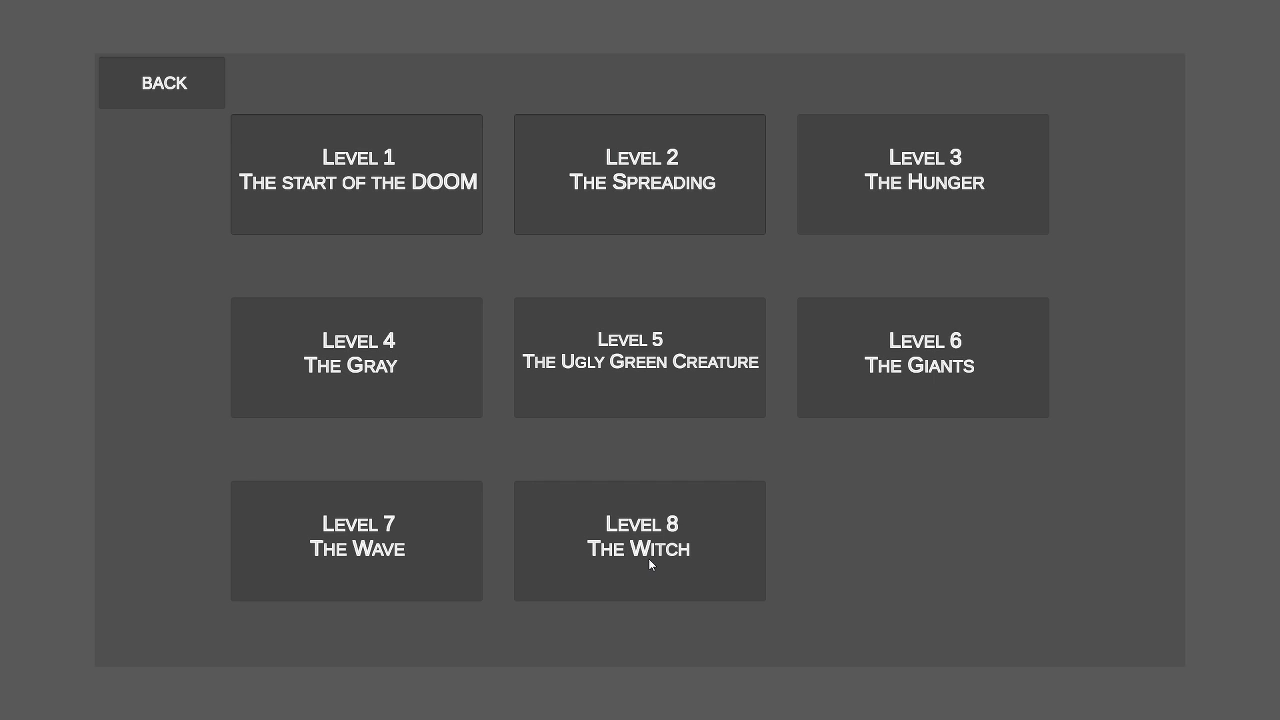 BACK
Level 1
The start of the DOOM
Level 2
The Spreading
Level 3
The Hunger
Level 4
The Gray
Level 5
The Ugly Green Creature
Level 6
The Giants
Level 7
The Wave
Level 8
The Witch